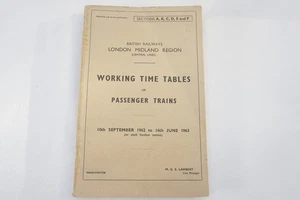 SECTIONS A, B, C, D, E and F
BRITISH RAILWAYS
LONDON MIDLAND REGION
(CENTRAL LINES)
WORKING TIME TABLES
OF
PASSENGER TRAINS
10th SEPTEMBER 1962 to 16th JUNE 1963
(or until further notice)
MANCHESTER
Line Manager